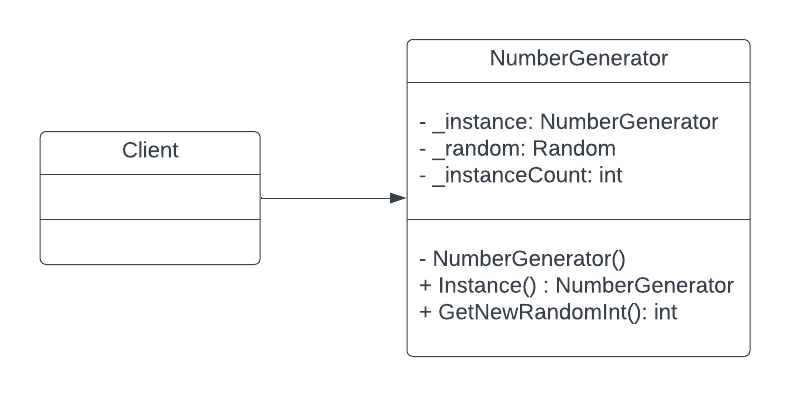 Client
NumberGenerator
- _instance: NumberGenerator
- _random: Random
- _instanceCount: int
- NumberGenerator()
+ Instance() : NumberGenerator
+ GetNewRandomInt(): int